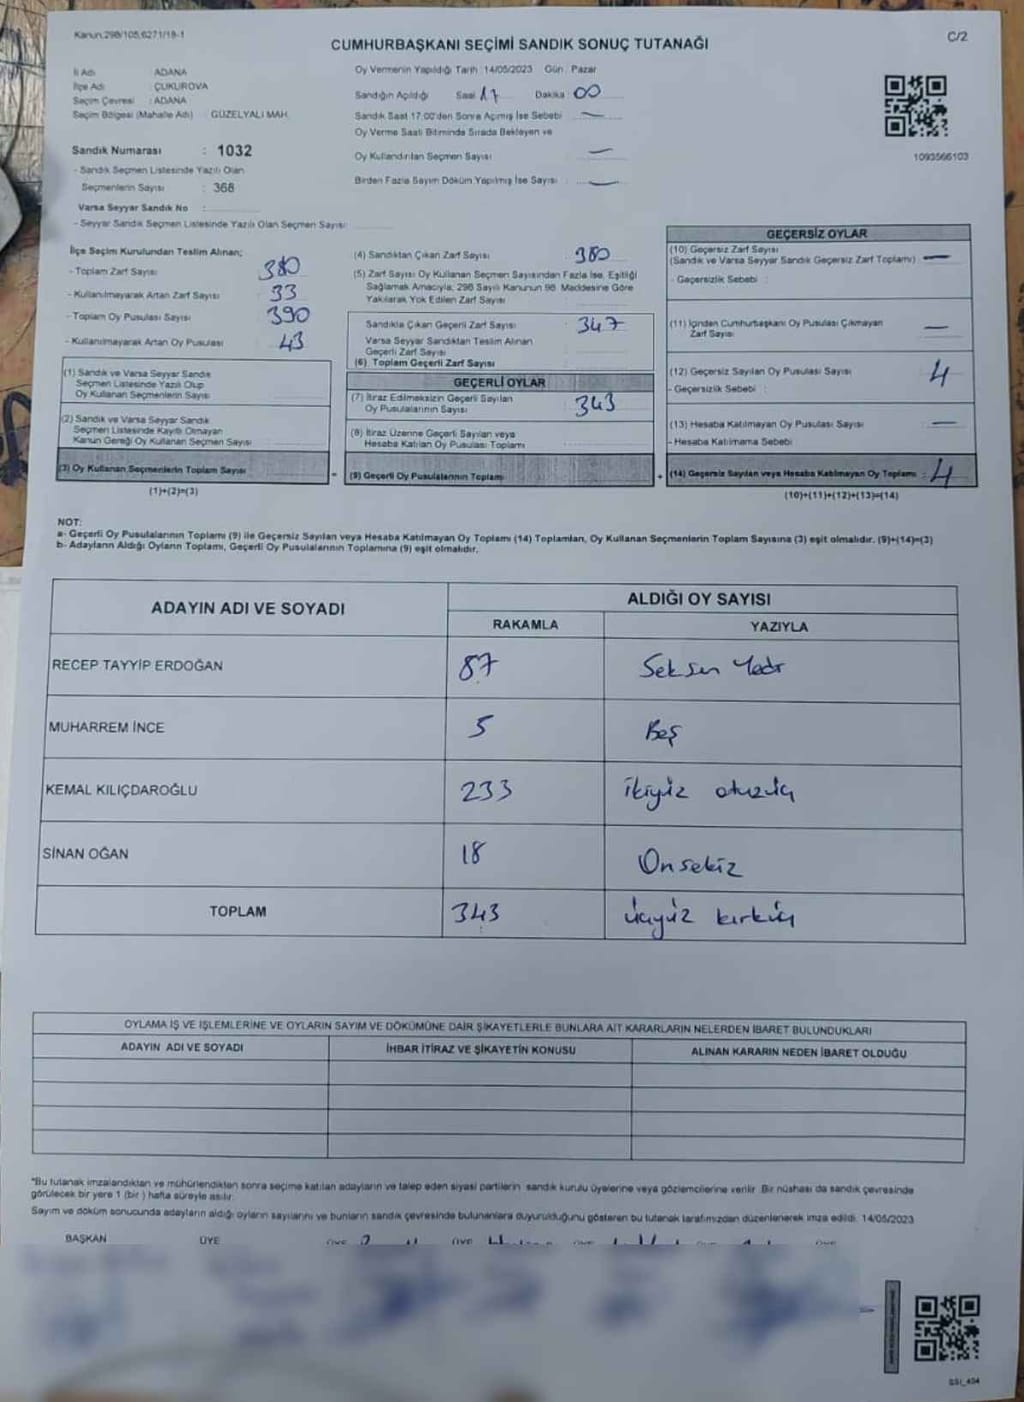 Kanun.298/105,6271/18-1
C/2
CUMHURBAŞKANI SEÇİMİ SANDIK SONUÇ TUTANAĞI
İl Adı ADANA
İlçe Adı : ÇUKUROVA
Seçim Çevresi : ADANA
Seçim Bölgesi (Mahalle Adı) : GÜZELYALI MAH.
Oy Vermenin Yapıldığı Tarih :14/05/2023 Gün : Pazar
Sandığın Açıldığı Saat 17 Dakika : 00
Sandık Saat 17:00'den Sonra Açımış İse Sebebi : —
Oy Verme Saati Bitiminde Sırada Bekleyen ve
Oy Kullandırılan Seçmen Sayısı —
Birden Fazla Sayım Döküm Yapılmış İse Sayısı : —
1093566103
Sandık Numarası : 1032
- Sandık Seçmen Listesinde Yazılı Olan
Seçmenlerin Sayısı : 368
Varsa Seyyar Sandık No :
- Seyyar Sandık Seçmen Listesinde Yazılı Olan Seçmen Sayısı
İlçe Seçim Kurulundan Teslim Alınan;
- Toplam Zarf Sayısı 380
- Kullanılmayarak Artan Zarf Sayısı 33
- Toplam Oy Pusulası Sayısı 390
- Kullanılmayarak Artan Oy Pusulası 43
(1) Sandık ve Varsa Seyyar Sandık
Seçmen Listesinde Yazılı Olup
Oy Kullanan Seçmenlerin Sayısı
(2) Sandık ve Varsa Seyyar Sandık
Seçmen Listesinde Kayıtlı Olmayan
Kanun Gereği Oy Kullanan Seçmen Sayısı
(3) Oy Kullanan Seçmenlerin Toplam Sayısı
(1)+(2)=(3)
(4) Sandıktan Çıkan Zarf Sayısı : 380
(5) Zarf Sayısı Oy Kullanan Seçmen Sayısından Fazla İse, Eşitliği
Sağlamak Amacıyla, 298 Sayılı Kanunun 98. Maddesine Göre
Yakılarak Yok Edilen Zarf Sayısı
Sandıkta Çıkan Geçerli Zarf Sayısı : 347
Varsa Seyyar Sandıktan Teslim Alınan
Geçerli Zarf Sayısı
(6) Toplam Geçerli Zarf Sayısı
GEÇERLİ OYLAR
(7) İtiraz Edilmeksizin Geçerli Sayılan
Oy Pusulalarının Sayısı : 343
(8) İtiraz Üzerine Geçerli Sayılan veya
Hesaba Katılan Oy Pusulası Toplamı
= (9) Geçerli Oy Pusulalarının Toplamı
GEÇERSİZ OYLAR
(10) Geçersiz Zarf Sayısı
(Sandık ve Varsa Seyyar Sandık Geçersiz Zarf Toplamı) : —
- Geçersizlik Sebebi :
(11) İçinden Cumhurbaşkanı Oy Pusulası Çıkmayan
Zarf Sayısı —
(12) Geçersiz Sayılan Oy Pusulası Sayısı : 4
- Geçersizlik Sebebi :
(13) Hesaba Katılmayan Oy Pusulası Sayısı : —
- Hesaba Katılmama Sebebi
+ (14) Geçersiz Sayılan veya Hesaba Katılmayan Oy Toplamı : 4
(10)+(11)+(12)+(13)=(14)
NOT:
a- Geçerli Oy Pusulalarının Toplamı (9) ile Geçersiz Sayılan veya Hesaba Katılmayan Oy Toplamı (14) Toplamları, Oy Kullanan Seçmenlerin Toplam Sayısına (3) eşit olmalıdır. (9)+(14)=(3)
b- Adayların Aldığı Oyların Toplamı, Geçerli Oy Pusulalarının Toplamına (9) eşit olmalıdır.
ADAYIN ADI VE SOYADI
ALDIĞI OY SAYISI
RAKAMLA YAZIYLA
RECEP TAYYİP ERDOĞAN 87 Seksen Yedi
MUHARREM İNCE 5 Beş
KEMAL KILIÇDAROĞLU 233 ikiyüz otuzüç
SİNAN OĞAN 18 Onsekiz
TOPLAM 343 üçyüz kırküç
OYLAMA İŞ VE İŞLEMLERİNE VE OYLARIN SAYIM VE DÖKÜMÜNE DAİR ŞİKAYETLERLE BUNLARA AİT KARARLARIN NELERDEN İBARET BULUNDUKLARI
ADAYIN ADI VE SOYADI İHBAR İTİRAZ VE ŞİKAYETİN KONUSU ALINAN KARARIN NEDEN İBARET OLDUĞU
"Bu tutanak imzalandıktan ve mühürlendikten sonra seçime katılan adayların ve talep eden siyasi partilerin sandık kurulu üyelerine veya gözlemcilerine verilir. Bir nüshası da sandık çevresinde
görülecek bir yere 1 (bir ) hafta süreyle asılır.
Sayım ve döküm sonucunda adayların aldığı oyların sayılarını ve bunların sandık çevresinde bulunanlara duyurulduğunu gösteren bu tutanak tarafımızdan düzenlenerek imza edildi. 14/05/2023
BAŞKAN ÜYE